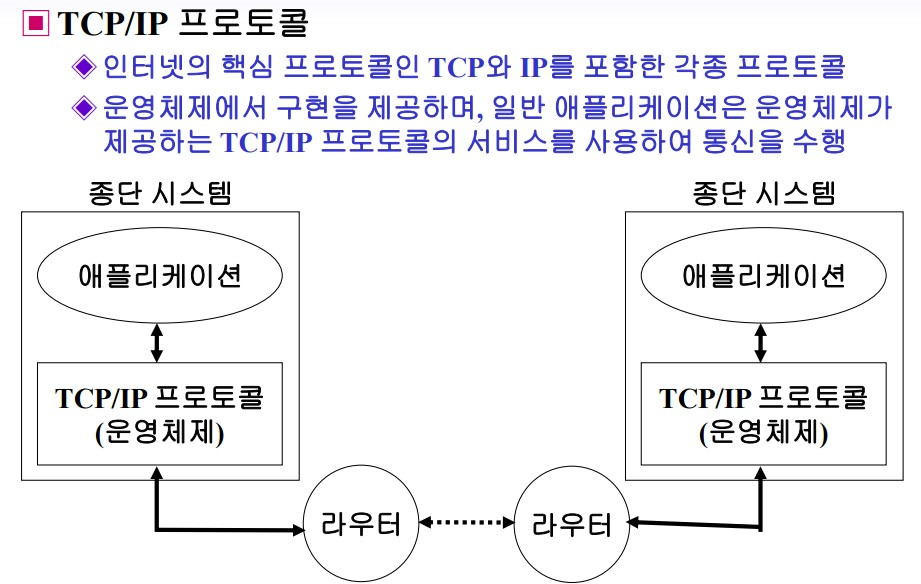 TCP/IP 프로토콜
인터넷의 핵심 프로토콜인 TCP와 IP를 포함한 각종 프로토콜
운영체제에서 구현을 제공하며, 일반 애플리케이션은 운영체제가
제공하는 TCP/IP 프로토콜의 서비스를 사용하여 통신을 수행
종단 시스템
애플리케이션
TCP/IP 프로토콜
(운영체제)
종단 시스템
애플리케이션
TCP/IP 프로토콜
(운영체제)
라우터
라우터